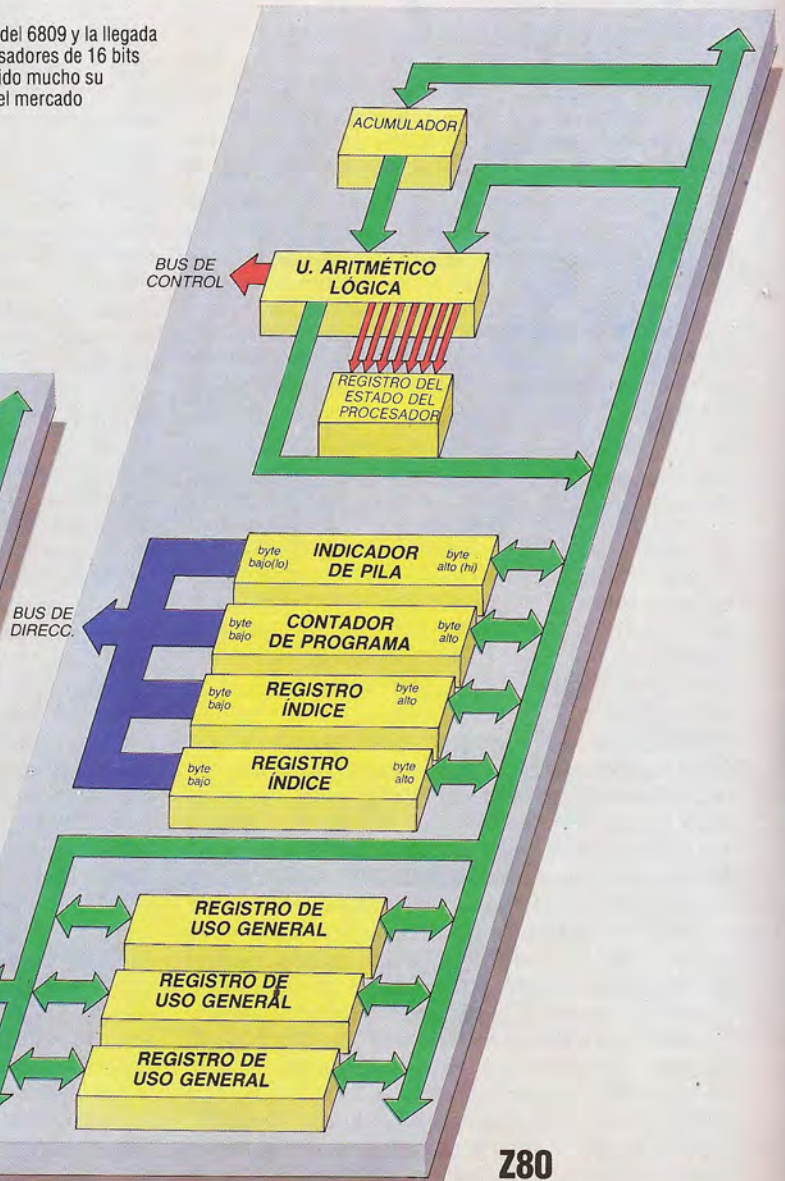 del 6809 y la llegada
sadores de 16 bits
ido mucho su
el mercado
ACUMULADOR
BUS DE
CONTROL
U. ARITMÉTICO
LÓGICA
REGISTRO DEL
ESTADO DEL
PROCESADOR
byte
bajo(lo)
INDICADOR
DE PILA
byte
alto (hi)
BUS DE
DIRECC.
byte
bajo
CONTADOR
DE PROGRAMA
byte
alto
byte
bajo
REGISTRO
ÍNDICE
byte
alto
byte
bajo
REGISTRO
ÍNDICE
byte
alto
REGISTRO DE
USO GENERAL
REGISTRO DE
USO GENERAL
REGISTRO DE
USO GENERAL
Z80